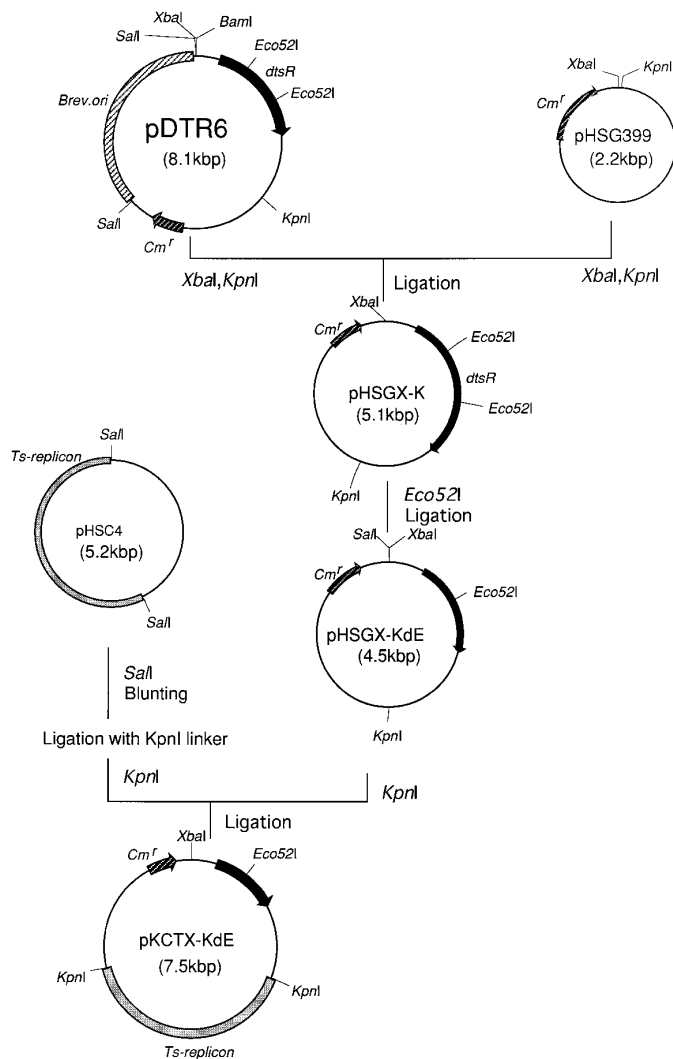 XbaI
BamI
SalI
Eco52I
dtsR
Eco52I
Brev.ori
pDTR6
(8.1kbp)
SalI
Cmr
KpnI
XbaI
KpnI
Cmr
pHSG399
(2.2kbp)
XbaI,KpnI
Ligation
XbaI,KpnI
XbaI
Cmr
Eco52I
dtsR
pHSGX-K
(5.1kbp)
Eco52I
KpnI
Eco52I
Ligation
SalI
Ts-replicon
pHSC4
(5.2kbp)
SalI
SalI
XbaI
Cmr
Eco52I
pHSGX-KdE
(4.5kbp)
KpnI
SalI
Blunting
Ligation with KpnI linker
KpnI
KpnI
Ligation
XbaI
Cmr
Eco52I
pKCTX-KdE
(7.5kbp)
KpnI
KpnI
Ts-replicon